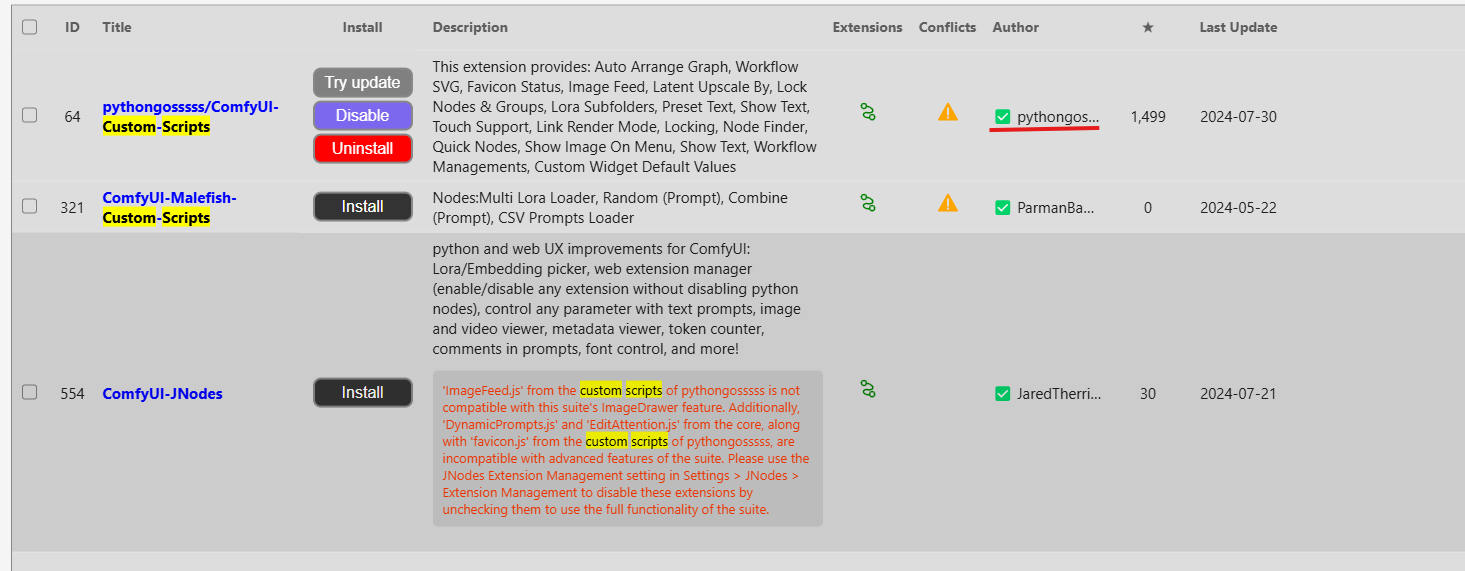 ID Title Install Description Extensions Conflicts Author ★ Last Update
64
pythongosssss/ComfyUI-
Custom-Scripts
Try update
Disable
Uninstall
This extension provides: Auto Arrange Graph, Workflow
SVG, Favicon Status, Image Feed, Latent Upscale By, Lock
Nodes & Groups, Lora Subfolders, Preset Text, Show Text,
Touch Support, Link Render Mode, Locking, Node Finder,
Quick Nodes, Show Image On Menu, Show Text, Workflow
Managements, Custom Widget Default Values
pythongos...
1,499
2024-07-30
321
ComfyUI-Malefish-
Custom-Scripts
Install
Nodes:Multi Lora Loader, Random (Prompt), Combine
(Prompt), CSV Prompts Loader
ParmanBa...
0
2024-05-22
554
ComfyUI-JNodes
Install
python and web UX improvements for ComfyUI:
Lora/Embedding picker, web extension manager
(enable/disable any extension without disabling python
nodes), control any parameter with text prompts, image
and video viewer, metadata viewer, token counter,
comments in prompts, font control, and more!
'ImageFeed.js' from the custom scripts of pythongosssss is not
compatible with this suite's ImageDrawer feature. Additionally,
'DynamicPrompts.js' and 'EditAttention.js' from the core, along
with 'favicon.js' from the custom scripts of pythongosssss, are
incompatible with advanced features of the suite. Please use the
JNodes Extension Management setting in Settings > JNodes >
Extension Management to disable these extensions by
unchecking them to use the full functionality of the suite.
JaredTherri...
30
2024-07-21